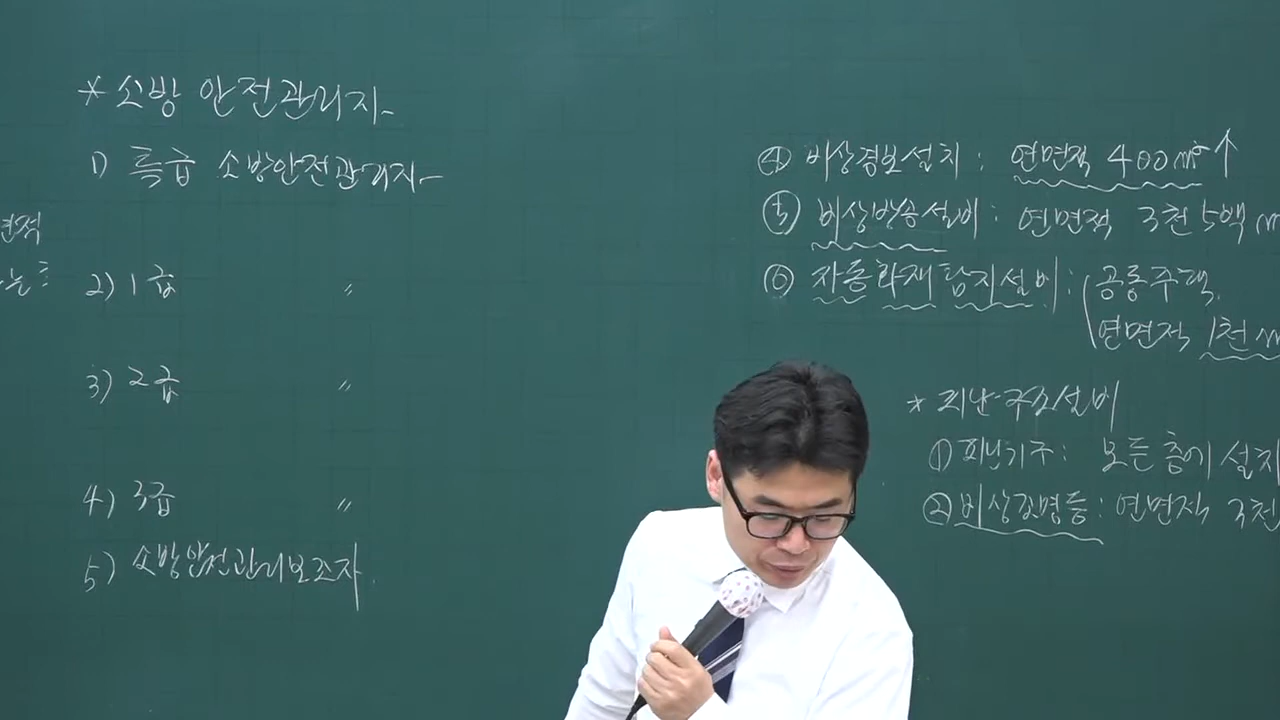 * 소방 안전관리자
1) 특급 소방안전관리자
면적
2) 1급 〃
3) 2급 〃
4) 3급 〃
5) 소방안전관리보조자.
④ 비상경보설치 : 연면적 400㎡↑
⑤ 비상방송설비 : 연면적 3천5백 m
⑥ 자동화재탐지설비 : 공동주택,
연면적 1천 m
* 피난구조설비
① 피난기구 : 모든 층에 설치
② 비상조명등 : 연면적 3천